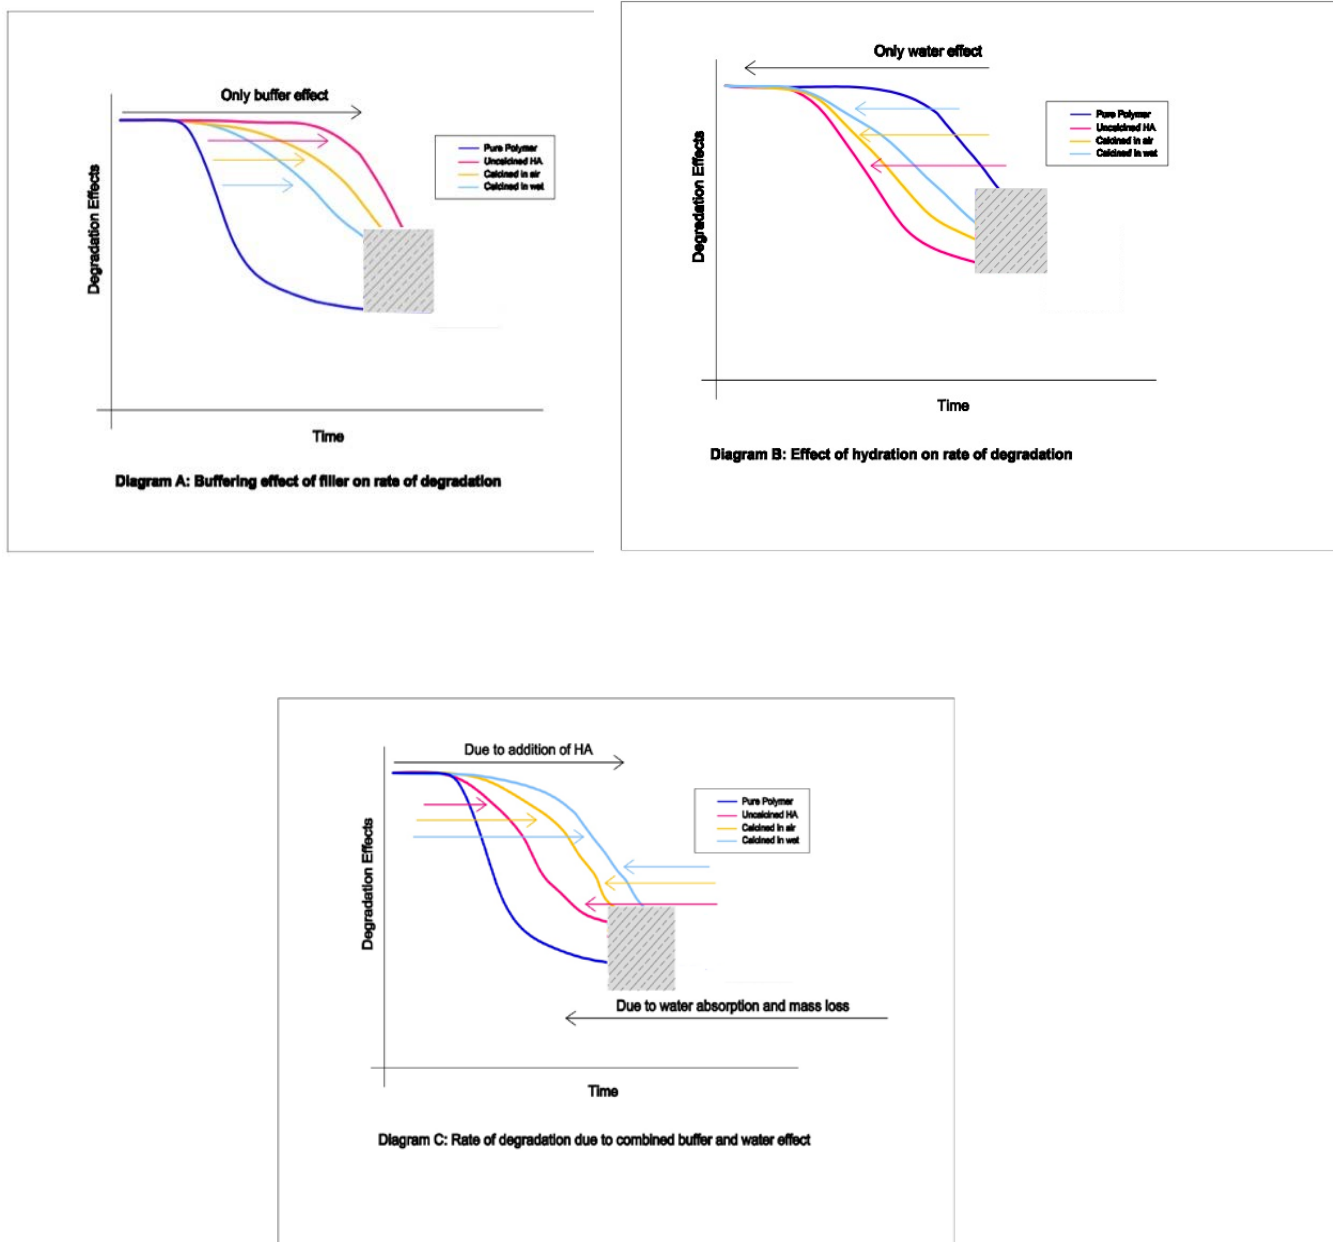 Only buffer effect
Pure Polymer
Uncalcined HA
Calcined in air
Calcined in wet
Degradation Effects
Time
Diagram A: Buffering effect of filler on rate of degradation
Only water effect
Pure Polymer
Uncalcined HA
Calcined in air
Calcined in wet
Degradation Effects
Time
Diagram B: Effect of hydration on rate of degradation
Due to addition of HA
Pure Polymer
Uncalcined HA
Calcined in air
Calcined in wet
Degradation Effects
Due to water absorption and mass loss
Time
Diagram C: Rate of degradation due to combined buffer and water effect